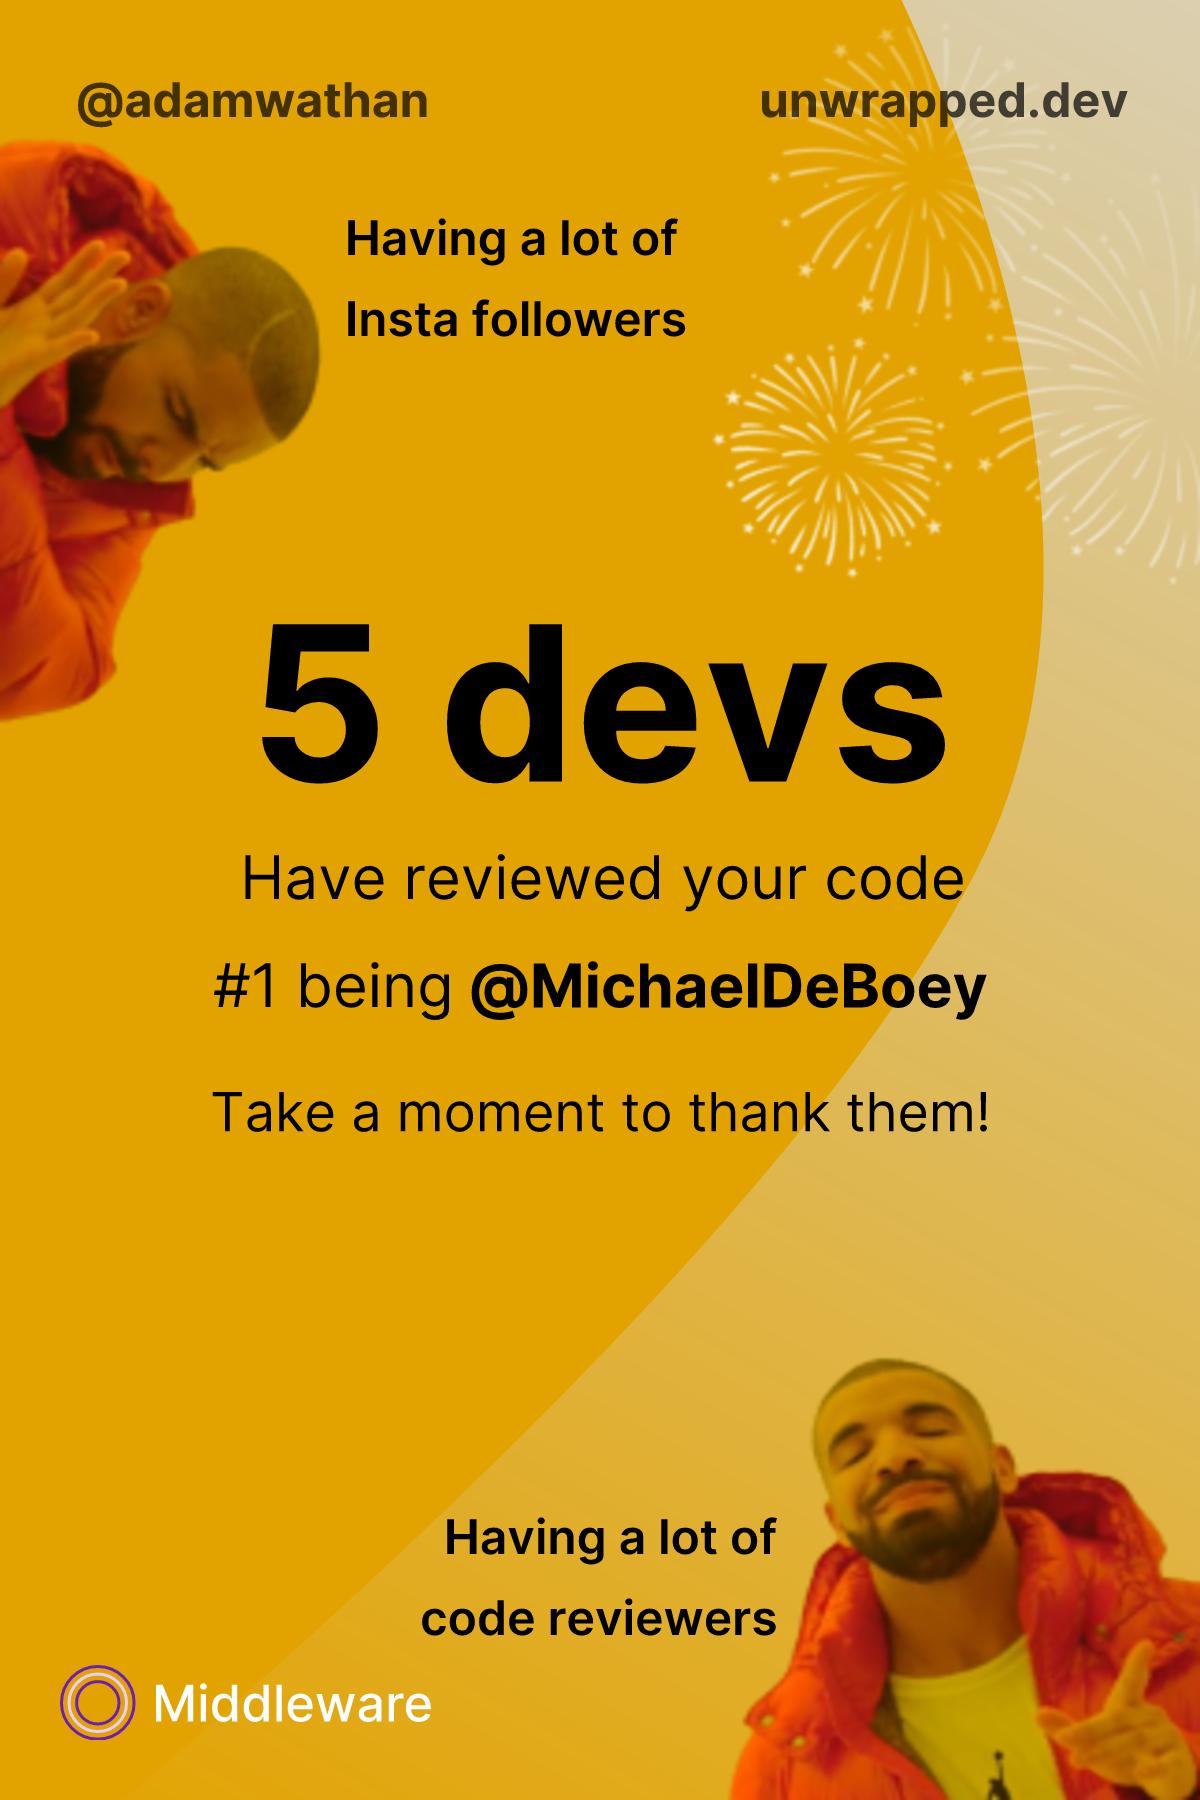 @adamwathan
unwrapped.dev
Having a lot of
Insta followers
5 devs
Have reviewed your code
#1 being @MichaelDeBoey
Take a moment to thank them!
Having a lot of
code reviewers
Middleware